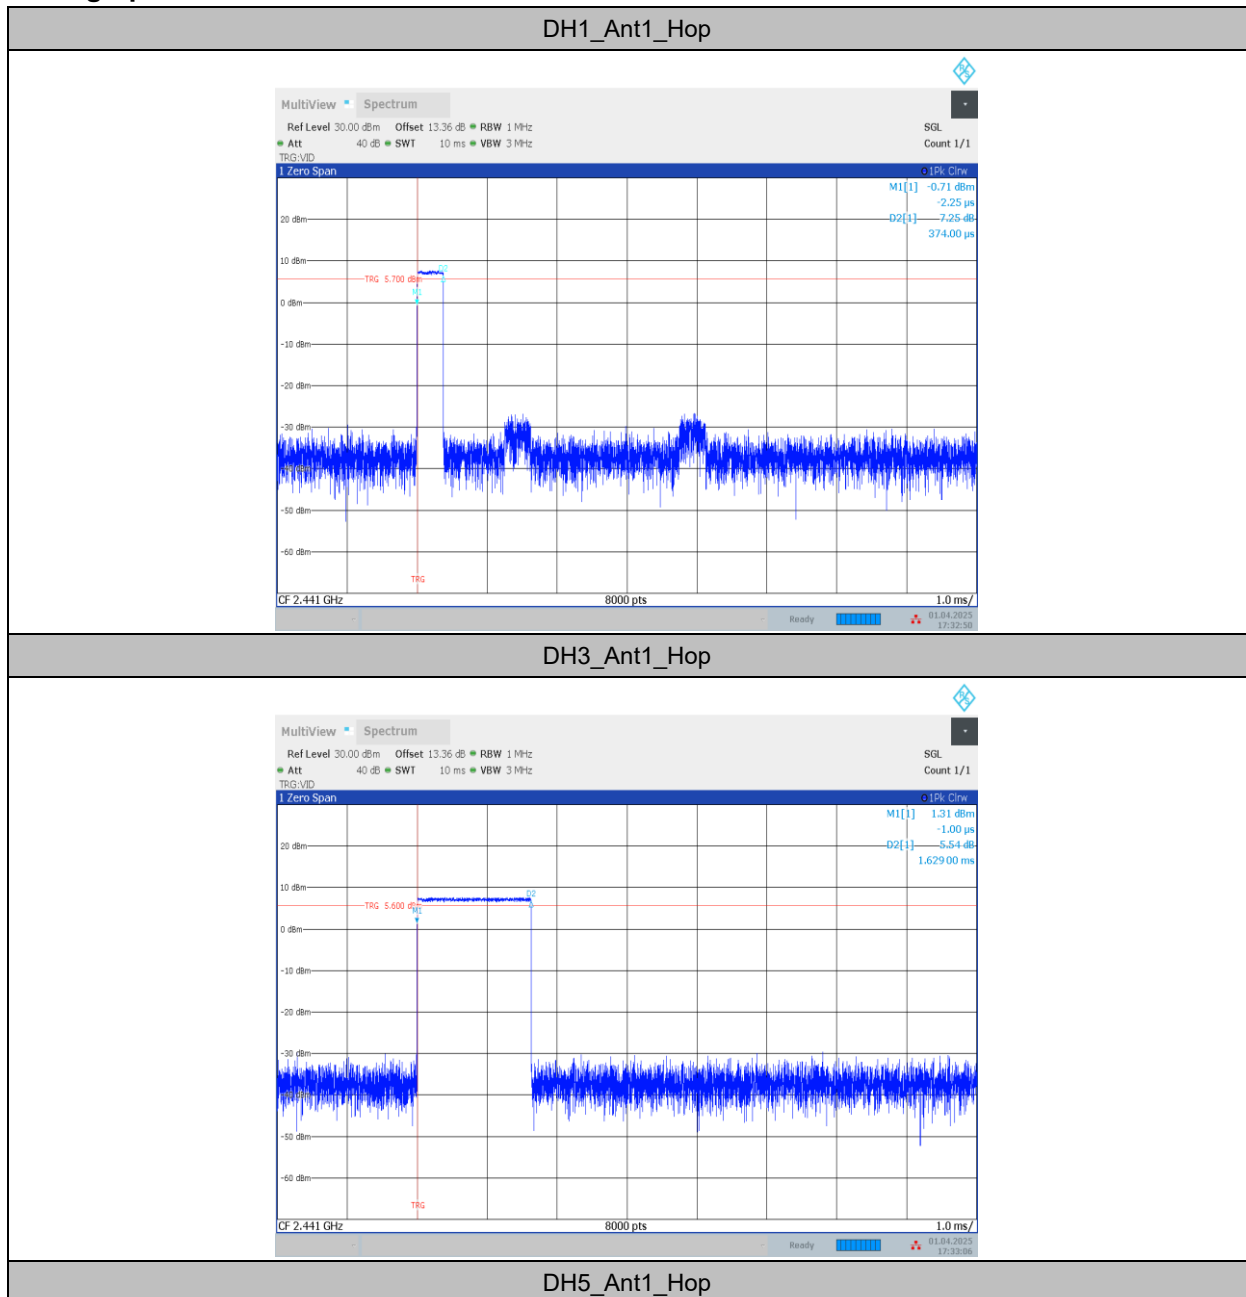 DH1_Ant1_Hop
MultiView Spectrum
Ref Level 30.00 dBm Offset 13.36 dB RBW 1 MHz SGL
Att 40 dB SWT 10 ms VBW 3 MHz Count 1/1
TRG:VID
1 Zero Span 1Pk Clrw
M1[1] -0.71 dBm
-2.25 µs
20 dBm
D2[1] -7.25 dB
374.00 µs
10 dBm
D2
TRG 5.700 dBm
M1
0 dBm
-10 dBm
-20 dBm
-30 dBm
-50 dBm
-60 dBm
TRG
CF 2.441 GHz 8000 pts 1.0 ms/
Ready 01.04.2025
17:32:50
DH3_Ant1_Hop
MultiView Spectrum
Ref Level 30.00 dBm Offset 13.36 dB RBW 1 MHz SGL
Att 40 dB SWT 10 ms VBW 3 MHz Count 1/1
TRG:VID
1 Zero Span 1Pk Clrw
M1[1] 1.31 dBm
-1.00 µs
20 dBm
D2[1] -5.54 dB
1.629 00 ms
10 dBm
D2
TRG 5.600 dBm
M1
0 dBm
-10 dBm
-20 dBm
-30 dBm
-50 dBm
-60 dBm
TRG
CF 2.441 GHz 8000 pts 1.0 ms/
Ready 01.04.2025
17:33:06
DH5_Ant1_Hop